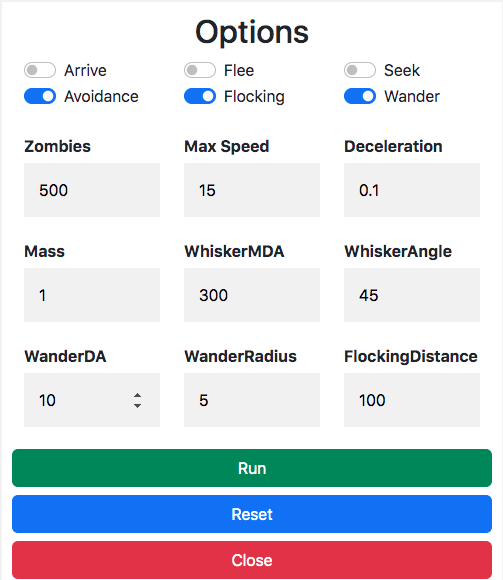 Options
Arrive Flee Seek
Avoidance Flocking Wander
Zombies Max Speed Deceleration
500 15 0.1
Mass WhiskerMDA WhiskerAngle
1 300 45
WanderDA WanderRadius FlockingDistance
10 5 100
Run
Reset
Close